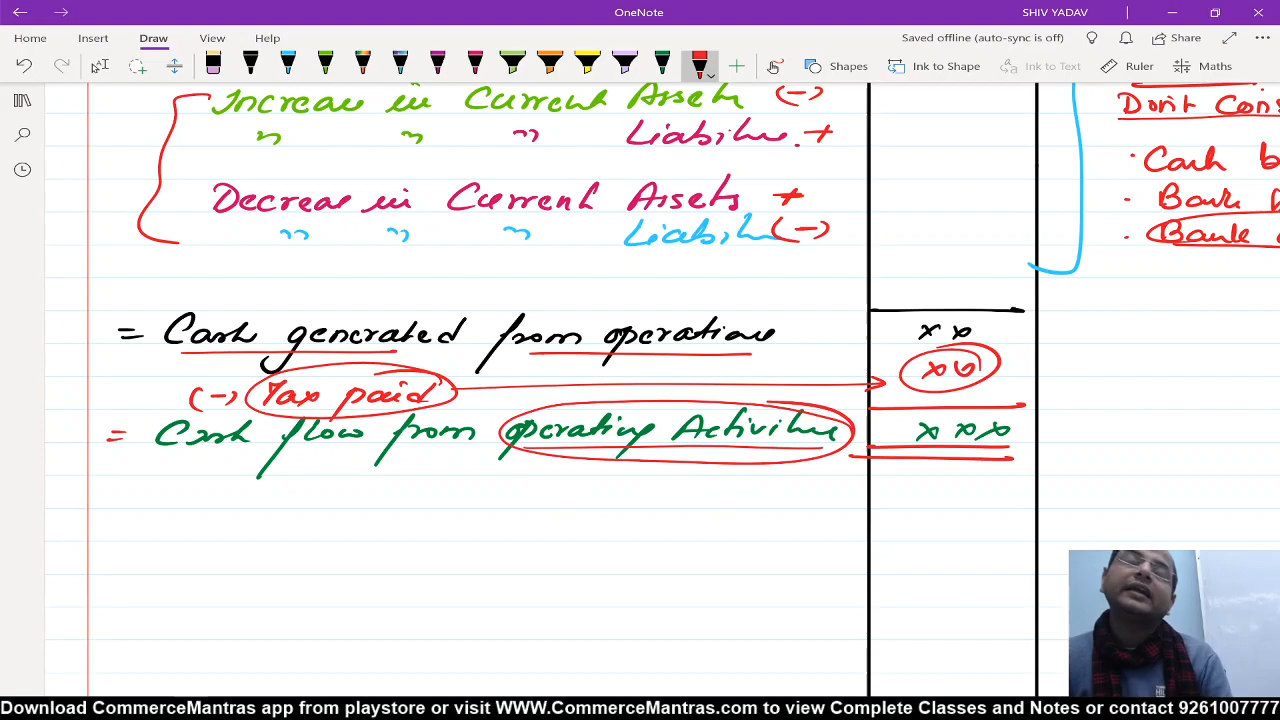 OneNote
SHIV YADAV
Home Insert Draw View Help
Saved offline (auto-sync is off)
Share
Shapes
Ink to Shape
Ink to Text
Ruler
Maths
Increase in Current Assets (-)
" " " Liabilities. +
Decrease in Current Assets +
" " " Liabilities (-)
Don't Cons
· Cash b
· Bank
· Bank
= Cash generated from operations x x
(-) Tax paid
= Cash flow from operating Activities x x x
Download CommerceMantras app from playstore or visit WWW.CommerceMantras.com to view Complete Classes and Notes or contact 9261007777